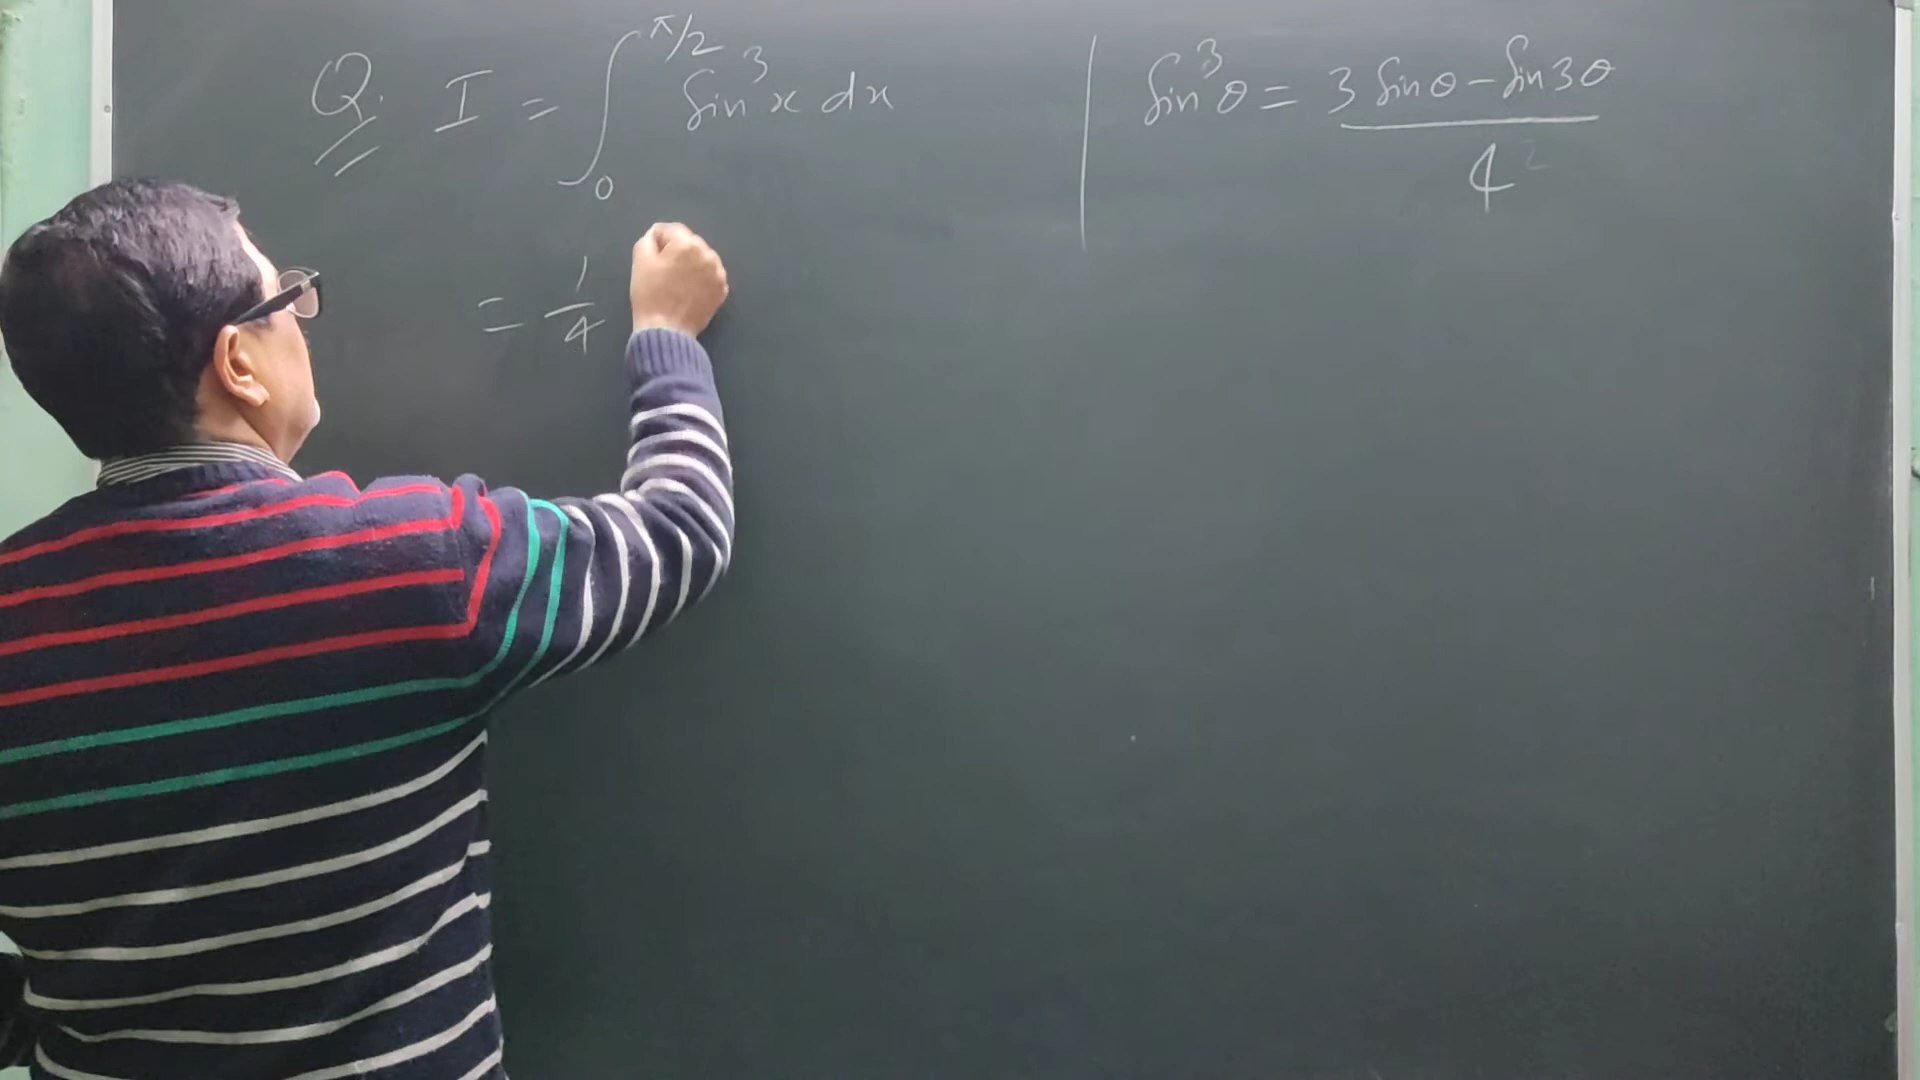 Q. I = ∫₀^{π/2} sin³x dx
sin³θ = (3 sinθ − sin3θ)/4
= 1/4